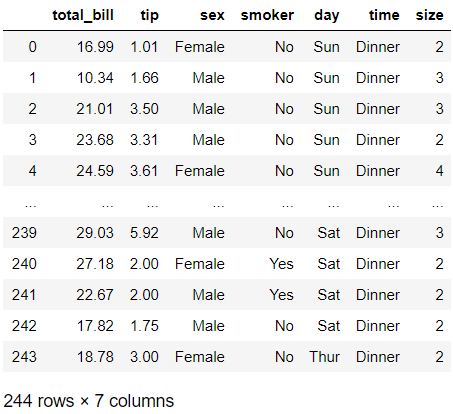 total_bill tip sex smoker day time size
0 16.99 1.01 Female No Sun Dinner 2
1 10.34 1.66 Male No Sun Dinner 3
2 21.01 3.50 Male No Sun Dinner 3
3 23.68 3.31 Male No Sun Dinner 2
4 24.59 3.61 Female No Sun Dinner 4
... ... ... ... ... ... ... ...
239 29.03 5.92 Male No Sat Dinner 3
240 27.18 2.00 Female Yes Sat Dinner 2
241 22.67 2.00 Male Yes Sat Dinner 2
242 17.82 1.75 Male No Sat Dinner 2
243 18.78 3.00 Female No Thur Dinner 2
244 rows × 7 columns